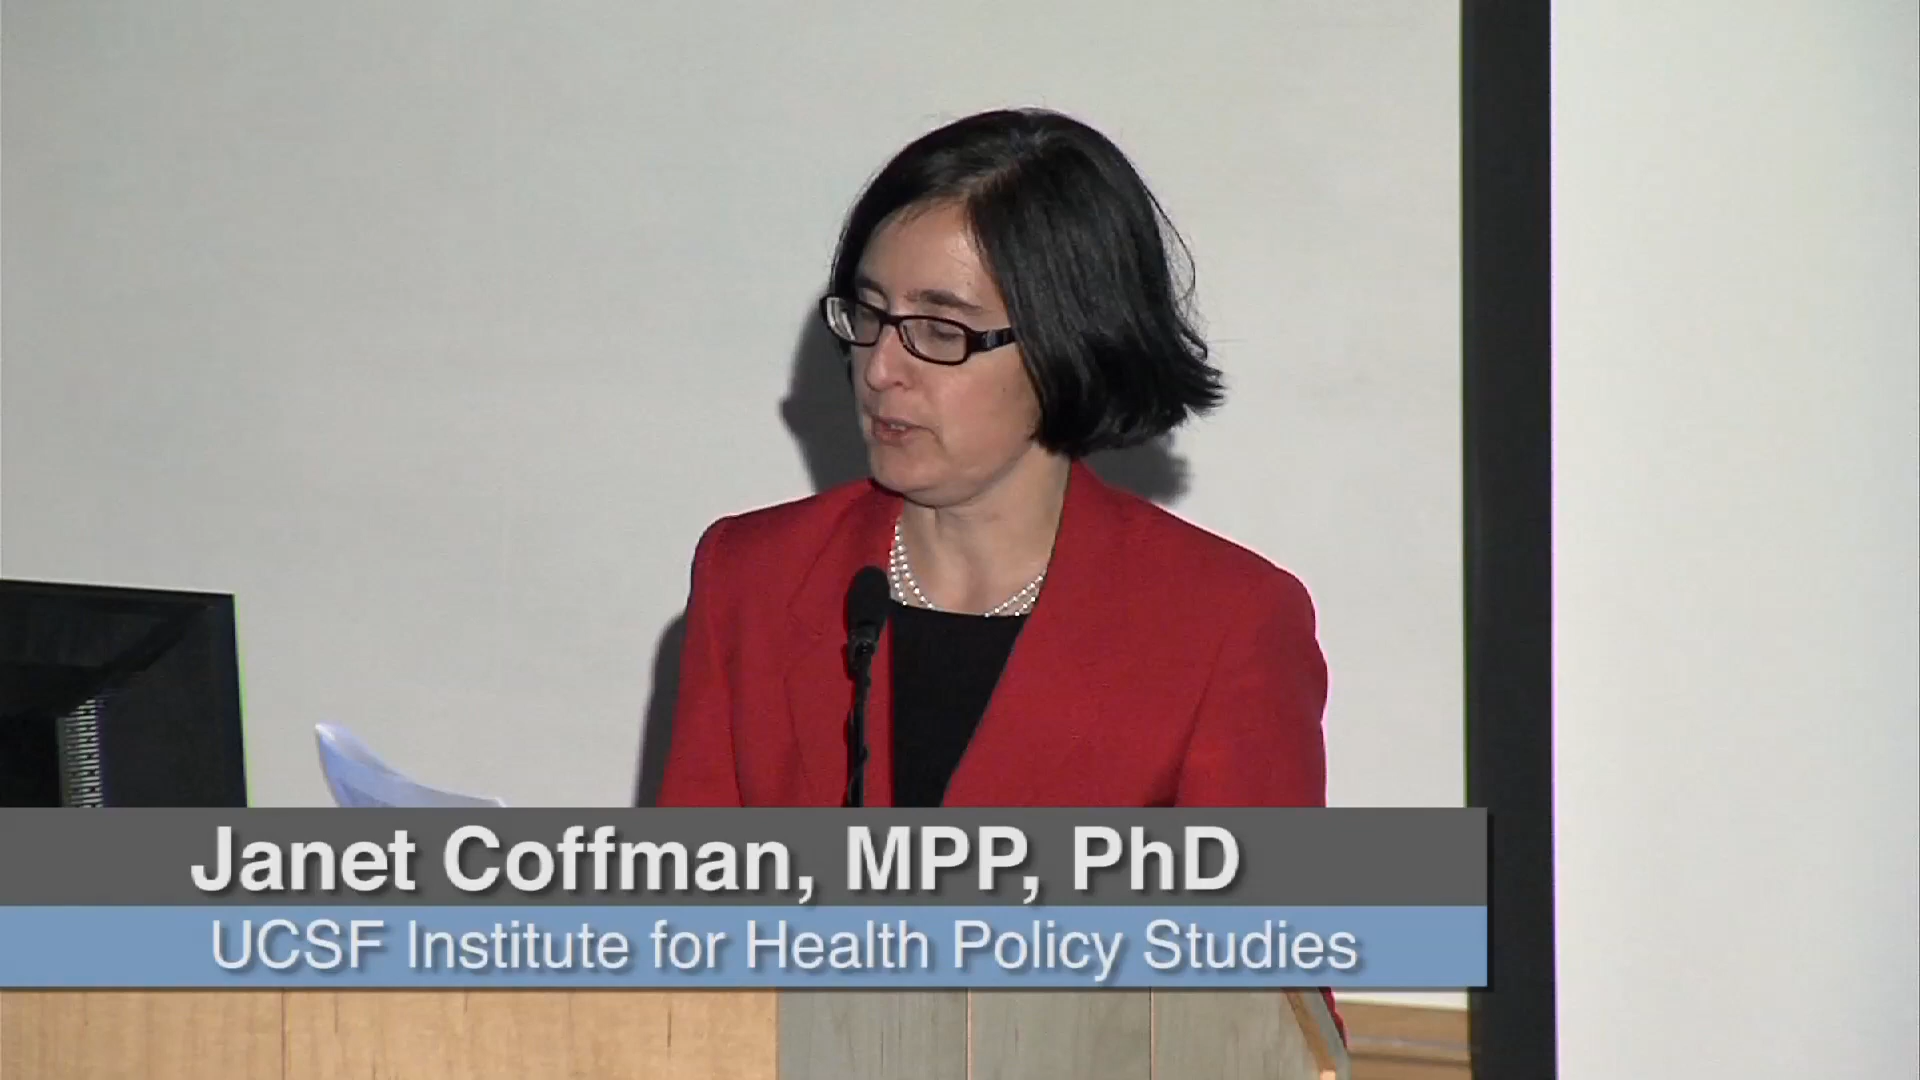 Janet Coffman, MPP, PhD
UCSF Institute for Health Policy Studies